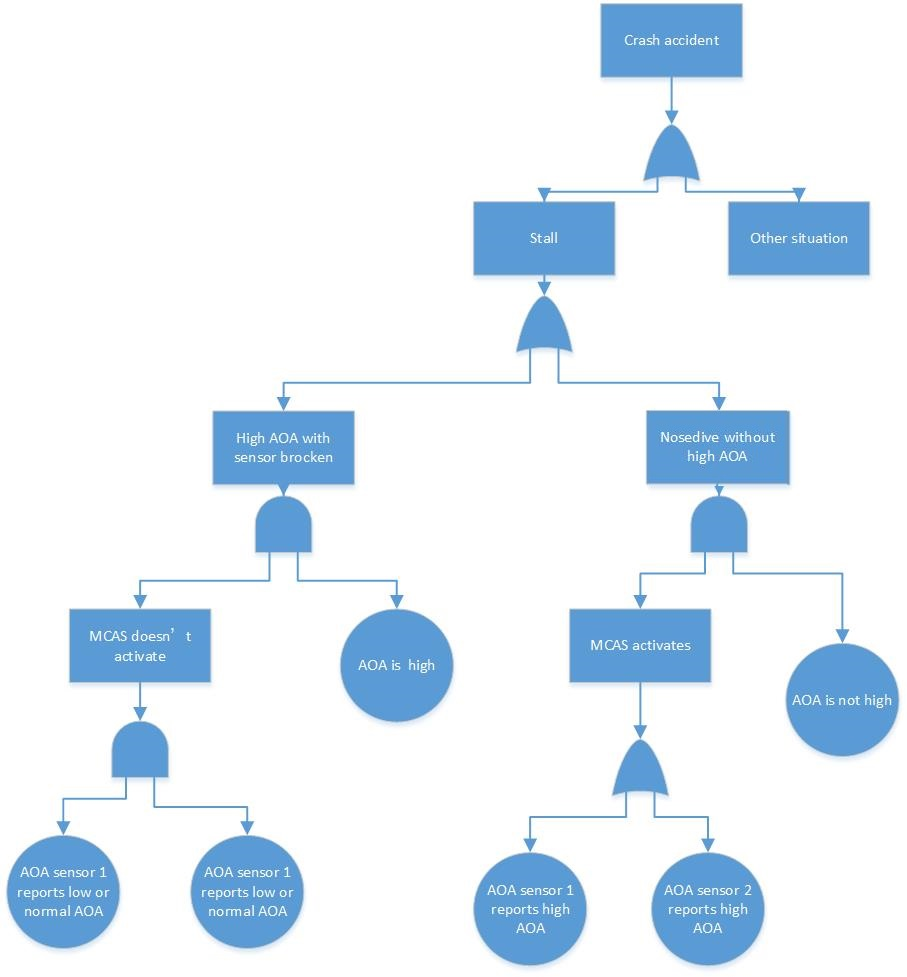 Crash accident
Stall
Other situation
High AOA with
sensor brocken
Nosedive without
high AOA
MCAS doesn’ t
activate
AOA is high
MCAS activates
AOA is not high
AOA sensor 1
reports low or
normal AOA
AOA sensor 1
reports low or
normal AOA
AOA sensor 1
reports high
AOA
AOA sensor 2
reports high
AOA